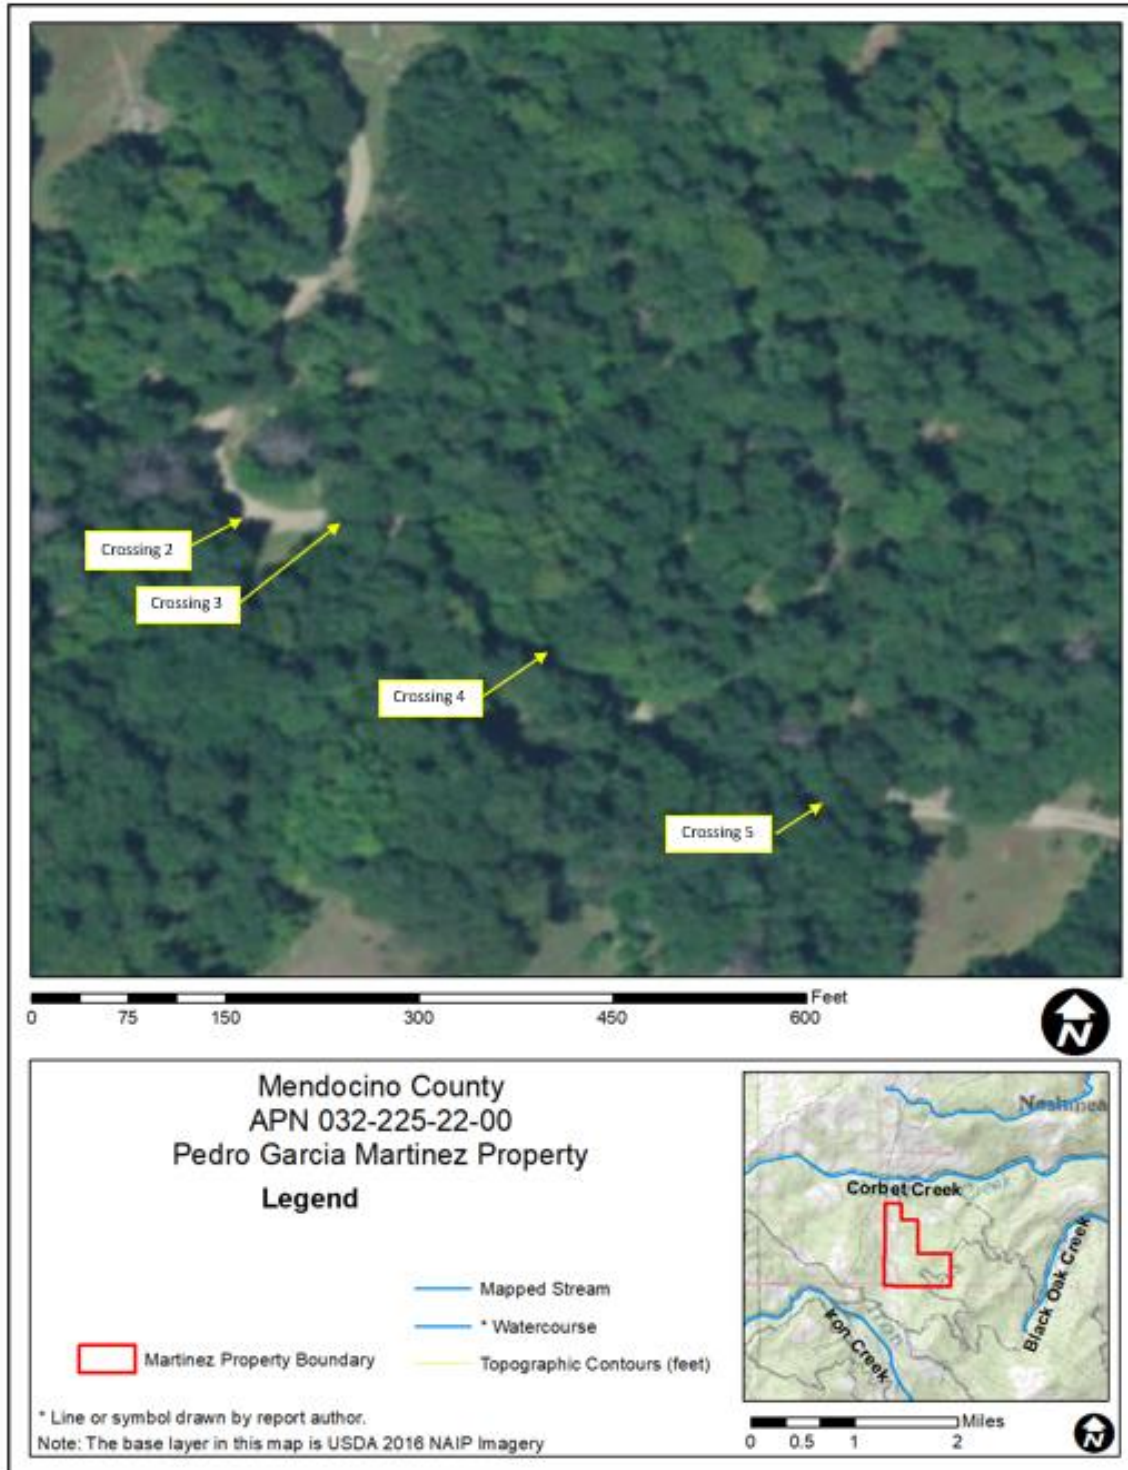 Crossing 2
Crossing 3
Crossing 4
Crossing 5
Feet
0 75 150 300 450 600
N
Mendocino County
APN 032-225-22-00
Pedro Garcia Martinez Property
Legend
Mapped Stream
* Watercourse
Martinez Property Boundary
Topographic Contours (feet)
* Line or symbol drawn by report author.
Note: The base layer in this map is USDA 2016 NAIP Imagery
Corbet Creek
Black Oak Creek
Iron Creek
Miles
0 0.5 1 2
N